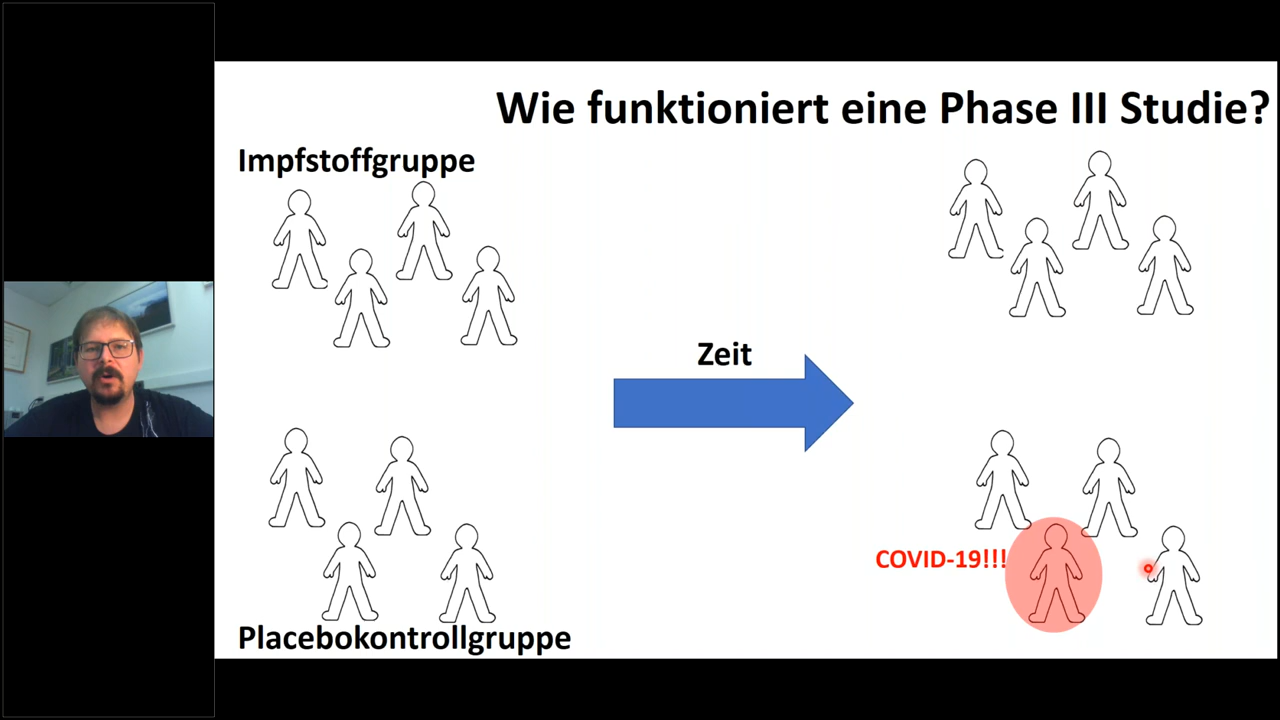 Wie funktioniert eine Phase III Studie?
Impfstoffgruppe
Zeit
COVID-19!!!
Placebokontrollgruppe